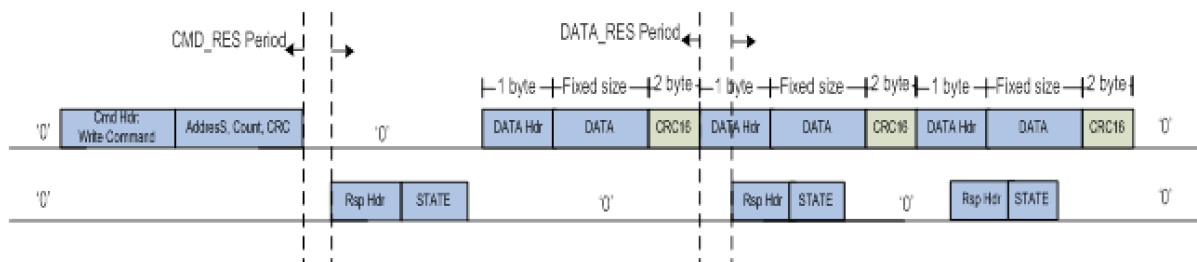 CMD_RES Period
DATA_RES Period
1 byte Fixed size 2 byte 1 byte Fixed size 2 byte 1 byte Fixed size 2 byte
'0'
Cmd Hdr:
Write Command
AddresS, Count, CRC
'0'
DATA Hdr
DATA
CRC16
DATA Hdr
DATA
CRC16
DATA Hdr
DATA
CRC16
'0'
'0'
Rsp Hdr
STATE
'0'
Rsp Hdr
STATE
'0'
Rsp Hdr
STATE
'0'